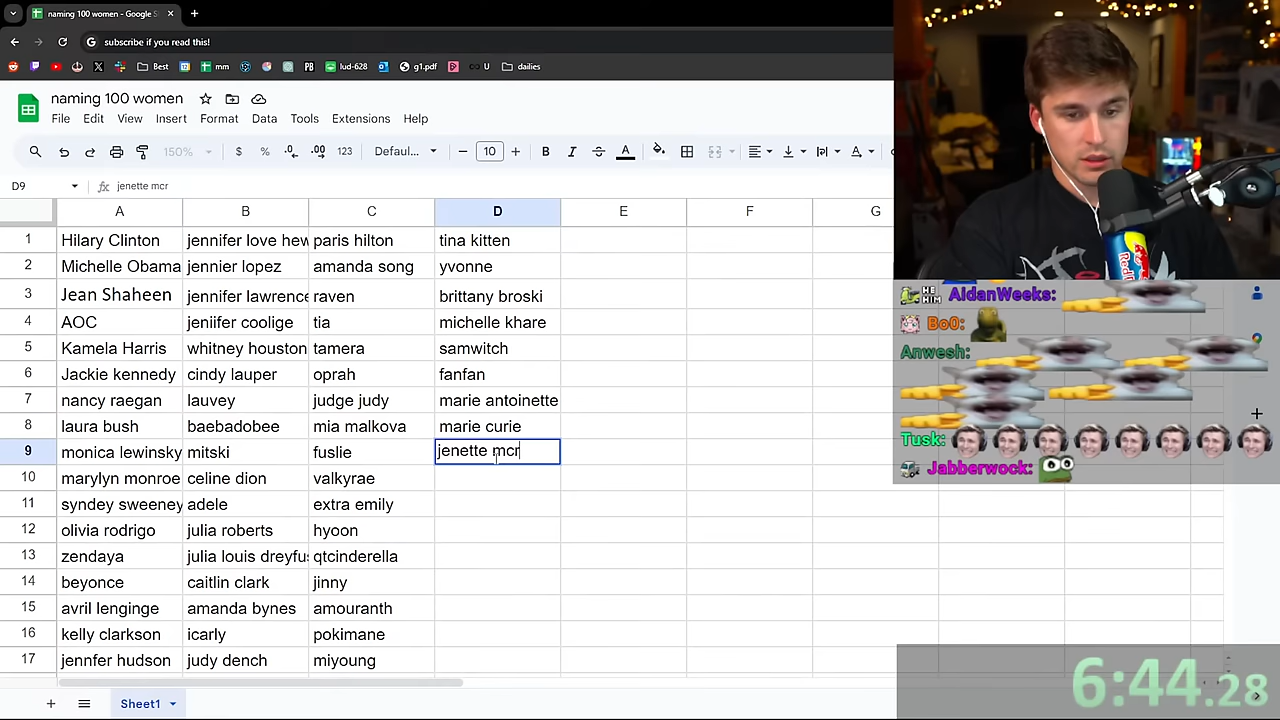 naming 100 women - Google S
subscribe if you read this!
Best
mm
PB
lud-628
g1.pdf
U
dailies
naming 100 women
File Edit View Insert Format Data Tools Extensions Help
150% $ % .0 .00 123 Defaul... 10 B I A
D9 fx jenette mcr
A B C D E F G
1 Hilary Clinton jennifer love hew paris hilton tina kitten
2 Michelle Obama jennier lopez amanda song yvonne
3 Jean Shaheen jennifer lawfence raven brittany broski
4 AOC jeniifer coolige tia michelle khare
5 Kamela Harris whitney nouston tamera samwitch
6 Jackie kennedy cindy lauper oprah fanfan
7 nancy raegan lauvey judge judy marie antoinette
8 laura bush baebadobee mia malkova marie curie
9 monica lewinsky mitski fuslie jenette mcr
10 marylyn monroe celine dion valkyrae
11 syndey sweeney adele extra emily
12 olivia rodrigo julia roberts hyoon
13 zendaya julia louis dreyfus qtcinderella
14 beyonce caitlin clark jinny
15 avril lenginge amanda bynes amouranth
16 kelly clarkson icarly pokimane
17 jennfer hudson judy dench miyoung
Sheet1
HE HIM AIdanWeeks:
Bo0:
Anwesh:
Tusk:
Jabberwock:
6:44.28